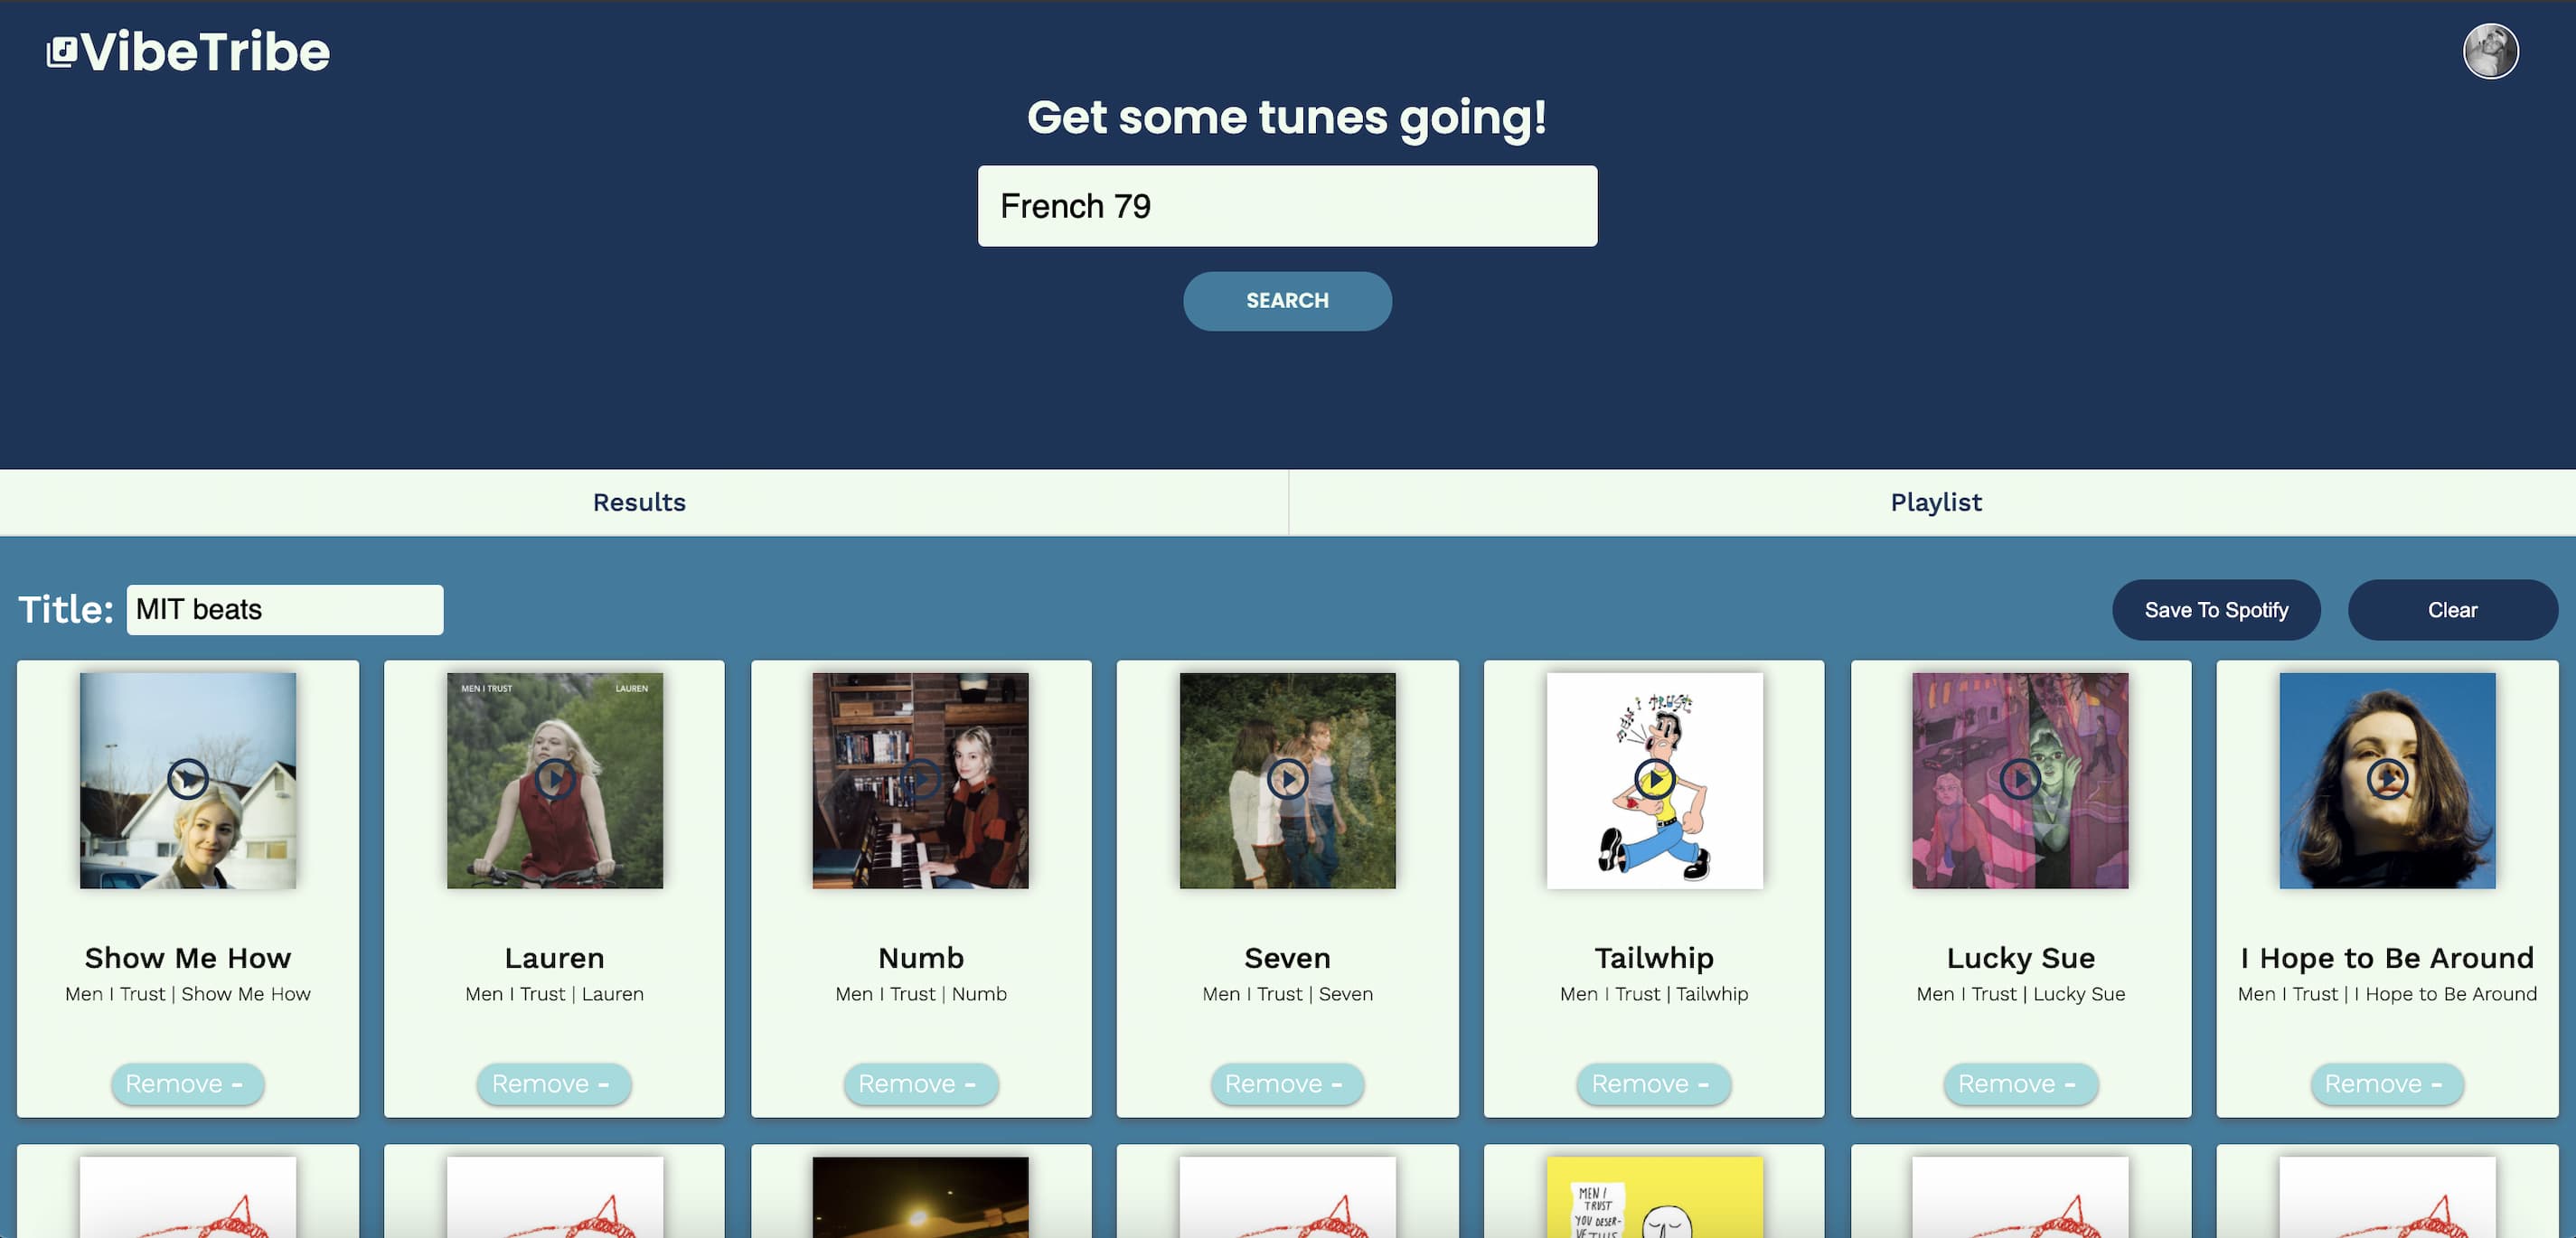 VibeTribe
Get some tunes going!
French 79
SEARCH
Results
Playlist
Title:
MIT beats
Save To Spotify
Clear
MEN I TRUST
LAUREN
I TRUST
Show Me How
Men I Trust | Show Me How
Remove -
Lauren
Men I Trust | Lauren
Remove -
Numb
Men I Trust | Numb
Remove -
Seven
Men I Trust | Seven
Remove -
Tailwhip
Men I Trust | Tailwhip
Remove -
Lucky Sue
Men I Trust | Lucky Sue
Remove -
I Hope to Be Around
Men I Trust | I Hope to Be Around
Remove -
MEN I
TRUST
YOU DESER-
VE THIS